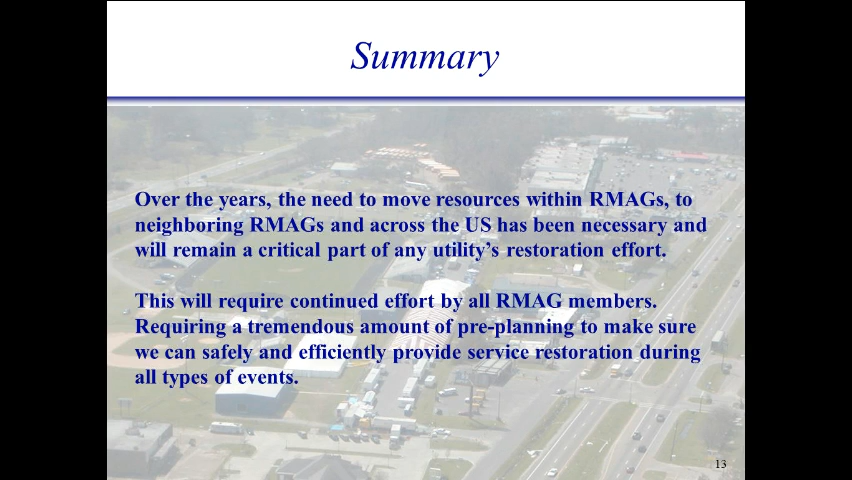 Summary
Over the years, the need to move resources within RMAGs, to
neighboring RMAGs and across the US has been necessary and
will remain a critical part of any utility’s restoration effort.
This will require continued effort by all RMAG members.
Requiring a tremendous amount of pre-planning to make sure
we can safely and efficiently provide service restoration during
all types of events.
13